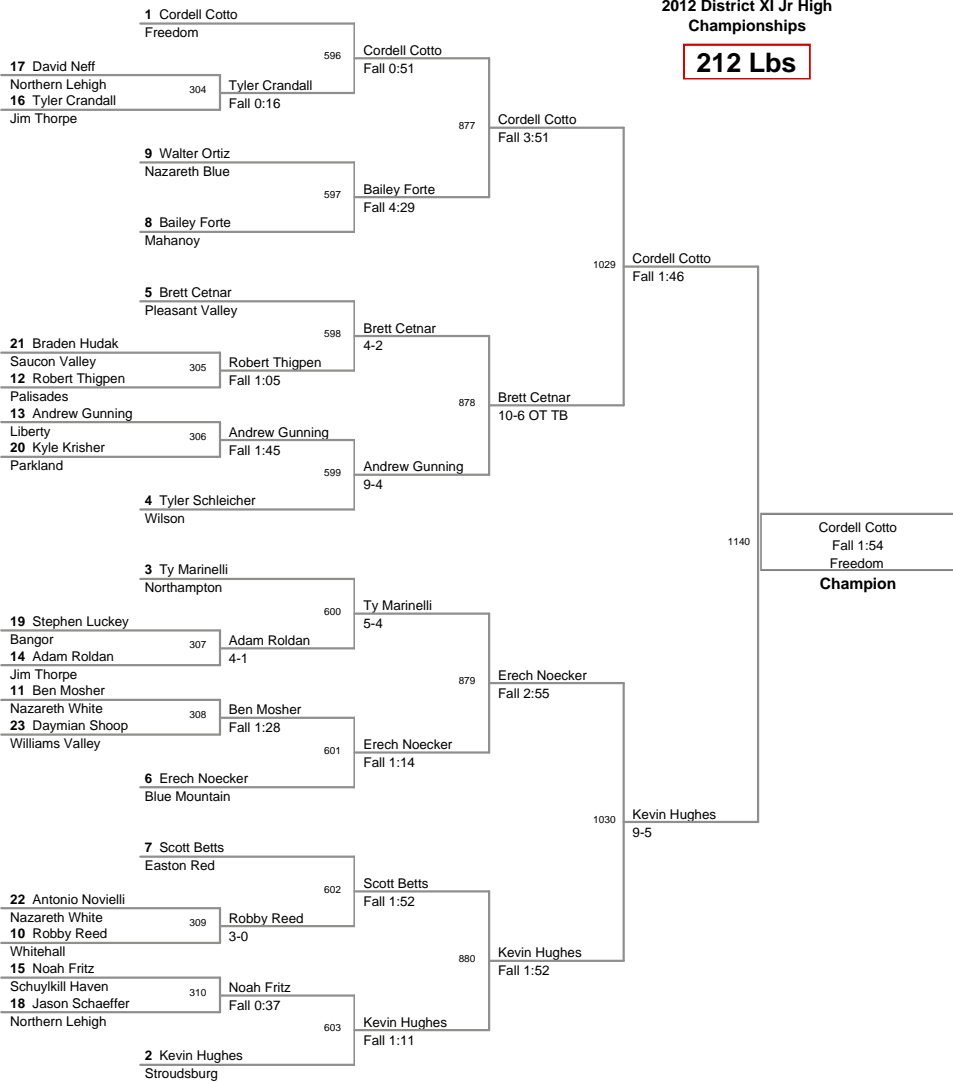 2012 District XI Jr High
Championships
212 Lbs
1 Cordell Cotto
Freedom
17 David Neff
Northern Lehigh
304
16 Tyler Crandall
Jim Thorpe
Tyler Crandall
Fall 0:16
596
Cordell Cotto
Fall 0:51
9 Walter Ortiz
Nazareth Blue
597
8 Bailey Forte
Mahanoy
Bailey Forte
Fall 4:29
877
Cordell Cotto
Fall 3:51
5 Brett Cetnar
Pleasant Valley
21 Braden Hudak
Saucon Valley
305
12 Robert Thigpen
Palisades
Robert Thigpen
Fall 1:05
598
Brett Cetnar
4-2
13 Andrew Gunning
Liberty
306
20 Kyle Krisher
Parkland
Andrew Gunning
Fall 1:45
4 Tyler Schleicher
Wilson
599
Andrew Gunning
9-4
878
Brett Cetnar
10-6 OT TB
1029
Cordell Cotto
Fall 1:46
3 Ty Marinelli
Northampton
19 Stephen Luckey
Bangor
307
14 Adam Roldan
Jim Thorpe
Adam Roldan
4-1
600
Ty Marinelli
5-4
11 Ben Mosher
Nazareth White
308
23 Daymian Shoop
Williams Valley
Ben Mosher
Fall 1:28
6 Erech Noecker
Blue Mountain
601
Erech Noecker
Fall 1:14
879
Erech Noecker
Fall 2:55
7 Scott Betts
Easton Red
22 Antonio Novielli
Nazareth White
309
10 Robby Reed
Whitehall
Robby Reed
3-0
602
Scott Betts
Fall 1:52
15 Noah Fritz
Schuylkill Haven
310
18 Jason Schaeffer
Northern Lehigh
Noah Fritz
Fall 0:37
2 Kevin Hughes
Stroudsburg
603
Kevin Hughes
Fall 1:11
880
Kevin Hughes
Fall 1:52
1030
Kevin Hughes
9-5
1140
Cordell Cotto
Fall 1:54
Freedom
Champion